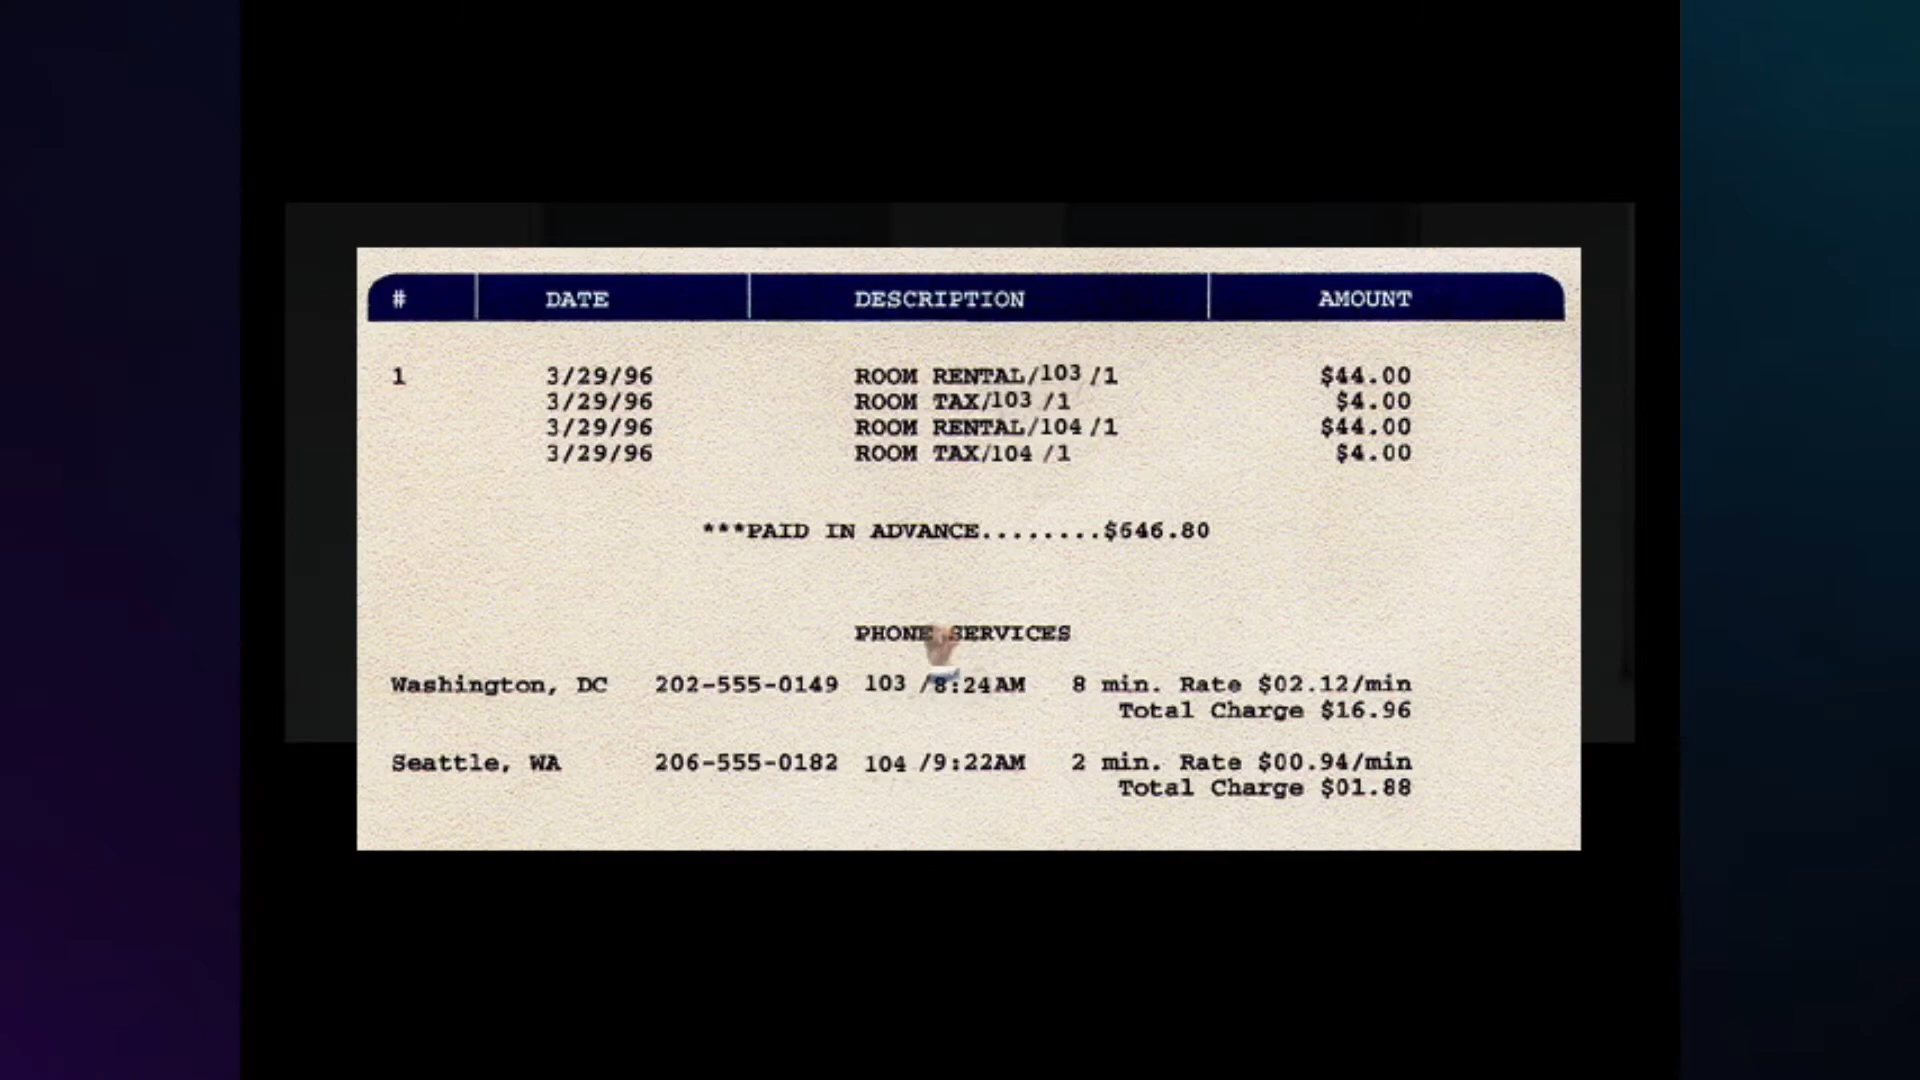 # DATE DESCRIPTION AMOUNT
1 3/29/96 ROOM RENTAL/103 /1 $44.00
3/29/96 ROOM TAX/103 /1 $4.00
3/29/96 ROOM RENTAL/104 /1 $44.00
3/29/96 ROOM TAX/104 /1 $4.00
***PAID IN ADVANCE........$646.80
PHONE SERVICES
Washington, DC 202-555-0149 103 /8:24AM 8 min. Rate $02.12/min
Total Charge $16.96
Seattle, WA 206-555-0182 104 /9:22AM 2 min. Rate $00.94/min
Total Charge $01.88